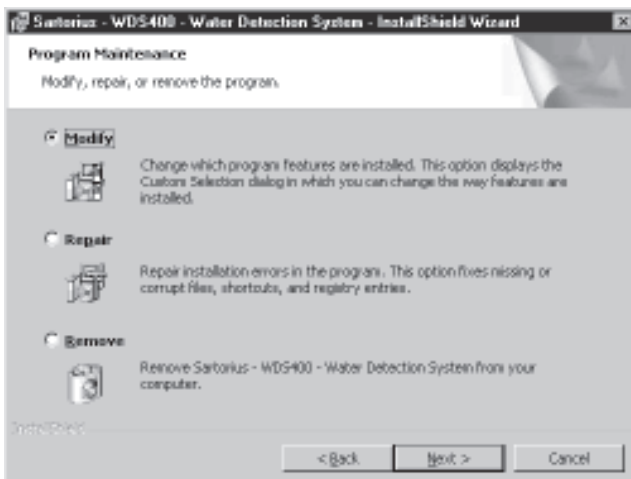 Sartorius - WDS400 - Water Detection System - InstallShield Wizard
Program Maintenance
Modify, repair, or remove the program.
Modify
Change which program features are installed. This option displays the
Custom Selection dialog in which you can change the way features are
installed.
Repair
Repair installation errors in the program. This option fixes missing or
corrupt files, shortcuts, and registry entries.
Remove
Remove Sartorius - WDS400 - Water Detection System from your
computer.
InstallShield
< Back
Next >
Cancel